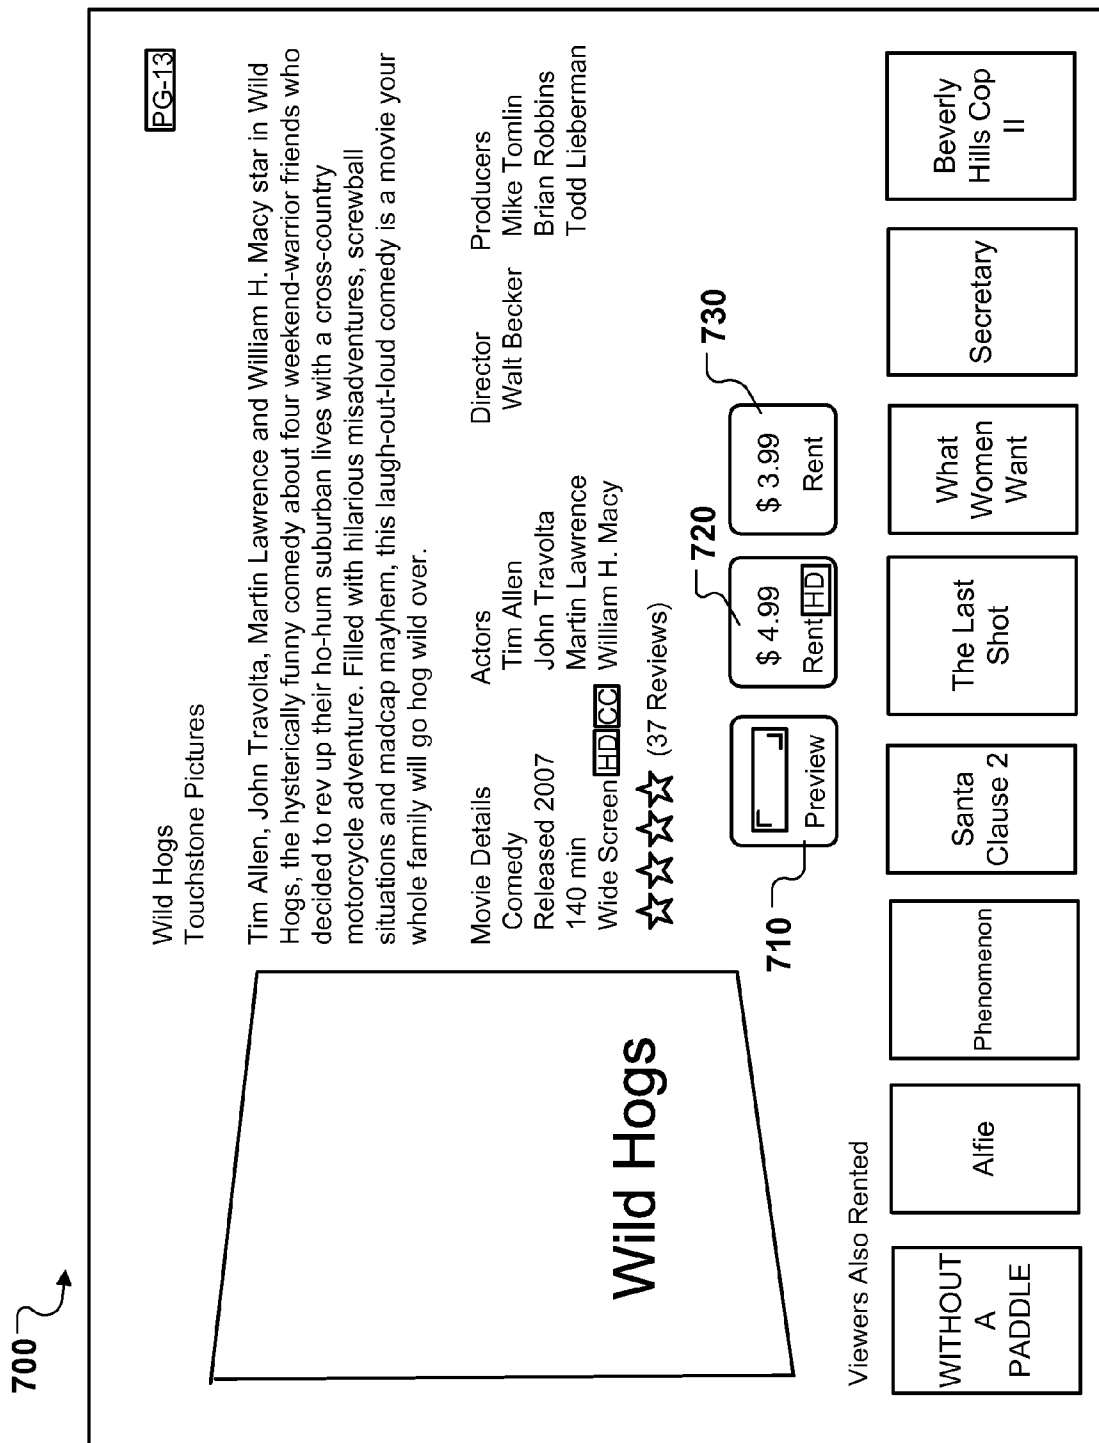 700
Wild Hogs
Touchstone Pictures
PG-13
Tim Allen, John Travolta, Martin Lawrence and William H. Macy star in Wild
Hogs, the hysterically funny comedy about four weekend-warrior friends who
decided to rev up their ho-hum suburban lives with a cross-country
motorcycle adventure. Filled with hilarious misadventures, screwball
situations and madcap mayhem, this laugh-out-loud comedy is a movie your
whole family will go hog wild over.
Movie Details
Comedy
Released 2007
140 min
Wide Screen HD CC
(37 Reviews)
Actors
Tim Allen
John Travolta
Martin Lawrence
William H. Macy
Director
Walt Becker
Producers
Mike Tomlin
Brian Robbins
Todd Lieberman
Wild Hogs
710
Preview
720
$ 4.99
Rent HD
730
$ 3.99
Rent
Viewers Also Rented
WITHOUT
A
PADDLE
Alfie
Phenomenon
Santa
Clause 2
The Last
Shot
What
Women
Want
Secretary
Beverly
Hills Cop
II